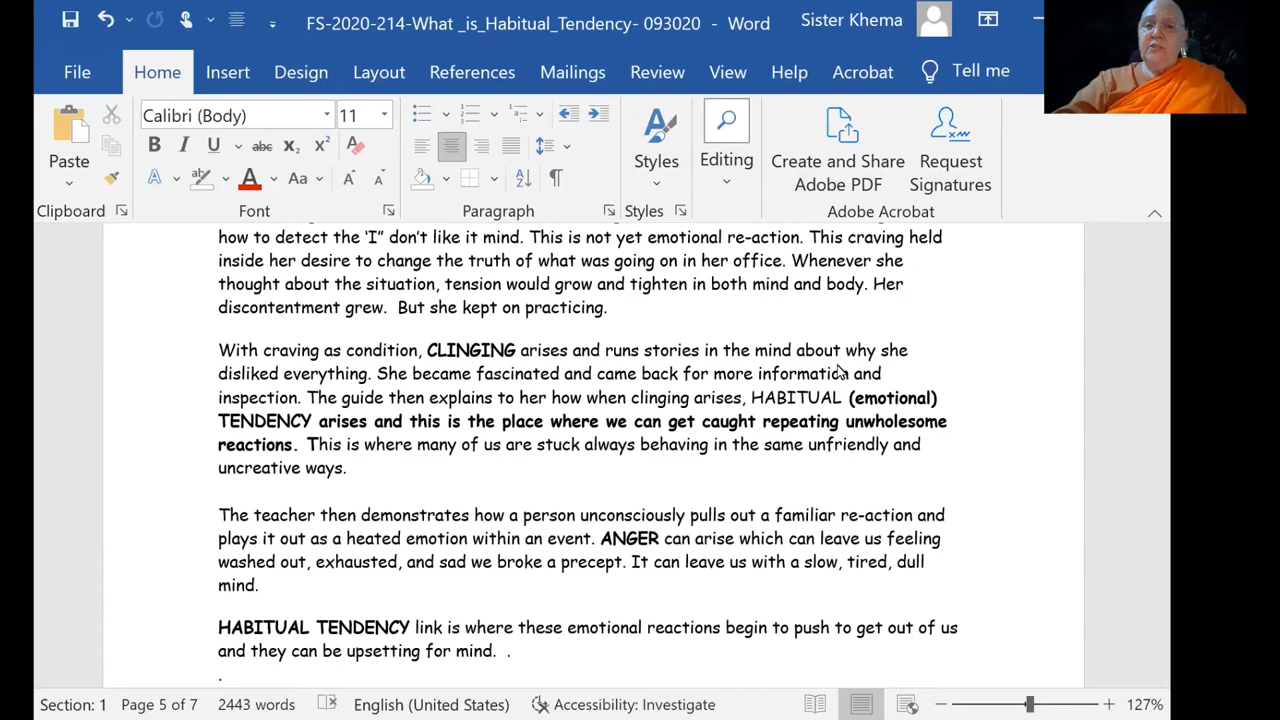 FS-2020-214-What _is_Habitual_Tendency- 093020 - Word
Sister Khema
File Home Insert Design Layout References Mailings Review View Help Acrobat Tell me
Calibri (Body) 11
Paste
Styles
Editing
Create and Share
Adobe PDF
Request
Signatures
Clipboard Font Paragraph Styles Adobe Acrobat
how to detect the ‘I” don’t like it mind. This is not yet emotional re-action. This craving held
inside her desire to change the truth of what was going on in her office. Whenever she
thought about the situation, tension would grow and tighten in both mind and body. Her
discontentment grew. But she kept on practicing.
With craving as condition, CLINGING arises and runs stories in the mind about why she
disliked everything. She became fascinated and came back for more information and
inspection. The guide then explains to her how when clinging arises, HABITUAL (emotional)
TENDENCY arises and this is the place where we can get caught repeating unwholesome
reactions. This is where many of us are stuck always behaving in the same unfriendly and
uncreative ways.
The teacher then demonstrates how a person unconsciously pulls out a familiar re-action and
plays it out as a heated emotion within an event. ANGER can arise which can leave us feeling
washed out, exhausted, and sad we broke a precept. It can leave us with a slow, tired, dull
mind.
HABITUAL TENDENCY link is where these emotional reactions begin to push to get out of us
and they can be upsetting for mind. .
.
Section: 1 Page 5 of 7 2443 words English (United States) Accessibility: Investigate 127%